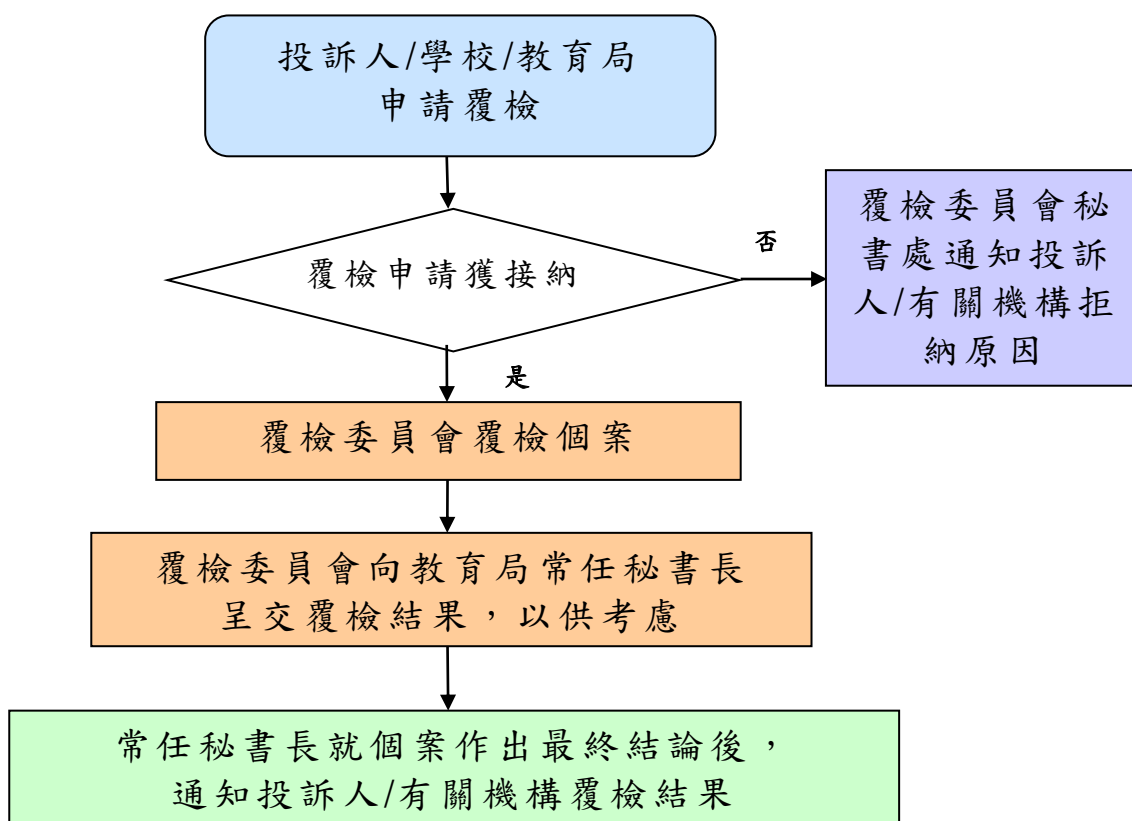 投訴人/學校/教育局
申請覆檢
覆檢申請獲接納
否
覆檢委員會秘
書處通知投訴
人/有關機構拒
納原因
是
覆檢委員會覆檢個案
覆檢委員會向教育局常任秘書長
呈交覆檢結果，以供考慮
常任秘書長就個案作出最終結論後，
通知投訴人/有關機構覆檢結果